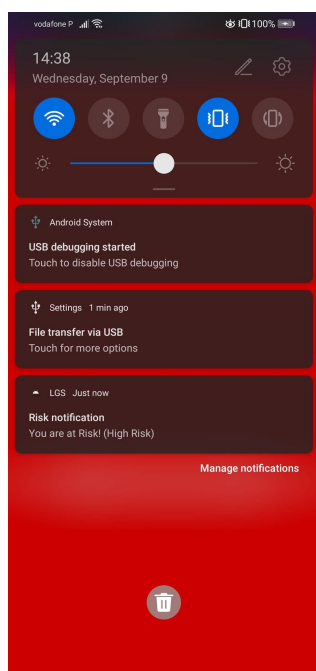 vodafone P 100%
14:38
Wednesday, September 9
Android System
USB debugging started
Touch to disable USB debugging
Settings 1 min ago
File transfer via USB
Touch for more options
LGS Just now
Risk notification
You are at Risk! (High Risk)
Manage notifications